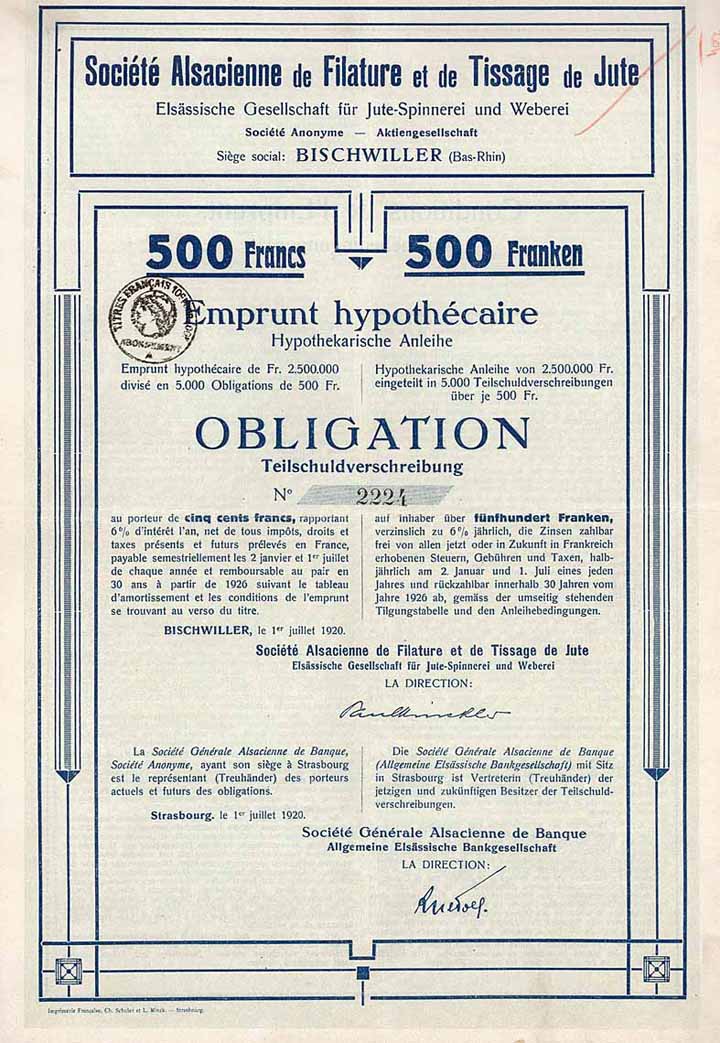 Société Alsacienne de Filature et de Tissage de Jute
Elsässische Gesellschaft für Jute-Spinnerei und Weberei
Société Anonyme — Aktiengesellschaft
Siège social: BISCHWILLER (Bas-Rhin)
500 Francs
500 Franken
TITRES FRANÇAIS
ABONNEMENT
Emprunt hypothécaire
Hypothekarische Anleihe
Emprunt hypothécaire de Fr. 2.500.000
divisé en 5.000 Obligations de 500 Fr.
Hypothekarische Anleihe von 2.500.000 Fr.
eingeteilt in 5.000 Teilschuldverschreibungen
über je 500 Fr.
OBLIGATION
Teilschuldverschreibung
N° 2224
au porteur de cinq cents francs, rapportant
6% d'intérêt l'an, net de tous impôts, droits et
taxes présents et futurs prélevés en France,
payable semestriellement les 2 janvier et 1er juillet
de chaque année et remboursable au pair en
30 ans à partir de 1926 suivant le tableau
d'amortissement et les conditions de l'emprunt
se trouvant au verso du titre.
auf inhaber über fünfhundert Franken,
verzinslich zu 6% jährlich, die Zinsen zahlbar
frei von allen jetzt oder in Zukunft in Frankreich
erhobenen Steuern, Gebühren und Taxen, halb-
jährlich am 2. Januar und 1. Juli eines jeden
Jahres und rückzahlbar innerhalb 30 Jahren vom
Jahre 1926 ab, gemäss der umseitig stehenden
Tilgungstabelle und den Anleihebedingungen.
BISCHWILLER, le 1er juillet 1920.
Société Alsacienne de Filature et de Tissage de Jute
Elsässische Gesellschaft für Jute-Spinnerei und Weberei
LA DIRECTION:
La Société Générale Alsacienne de Banque,
Société Anonyme, ayant son siège à Strasbourg
est le représentant (Treuhänder) des porteurs
actuels et futurs des obligations.
Strasbourg, le 1er juillet 1920.
Die Société Générale Alsacienne de Banque
(Allgemeine Elsässische Bankgesellschaft) mit Sitz
in Strasbourg ist Vertreterin (Treuhänder) der
jetzigen und zukünftigen Besitzer der Teilschuld-
verschreibungen.
Société Générale Alsacienne de Banque
Allgemeine Elsässische Bankgesellschaft
LA DIRECTION:
Imprimerie Française, Ch. Schuler et L. Minck. — Strasbourg.